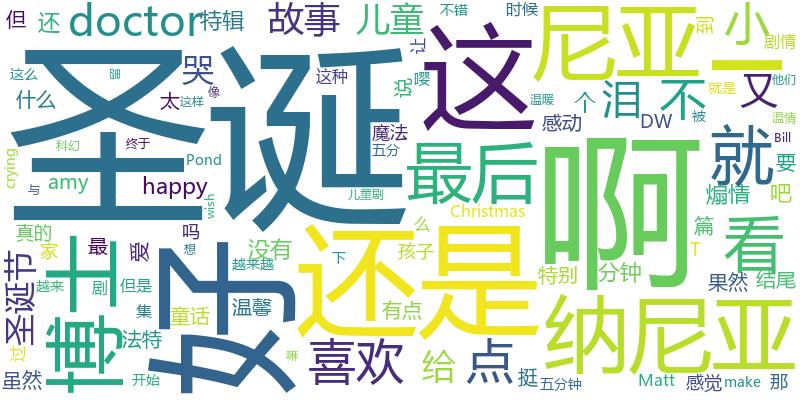 但 还 doctor 特辑 故事 儿童 不错 时候 到 小 剧情
这么 哭 这种 让 说 嘤 这 尼亚 一 就是 他们
什么 圣诞 太 像 这样 温暖 个 泪 不 又 被
科幻 终于 魔法 五分 感动 DW 温情 Bill
crying 与 amy Pond happy wish 儿童剧 最后 啊 就 要
真的 最 爱 吗 Christmas 煽情 吧
圣诞节 家 博士 好 想 没有 还是 么 孩子 篇 T 看
越来 但是 越来越 下 特别 分钟 果然 结尾
剧 集 温馨 有点 纳尼亚
过 法特 童话 喜欢 给 点 挺
虽然 开始 嘛 五分钟 Matt 感觉 make 那